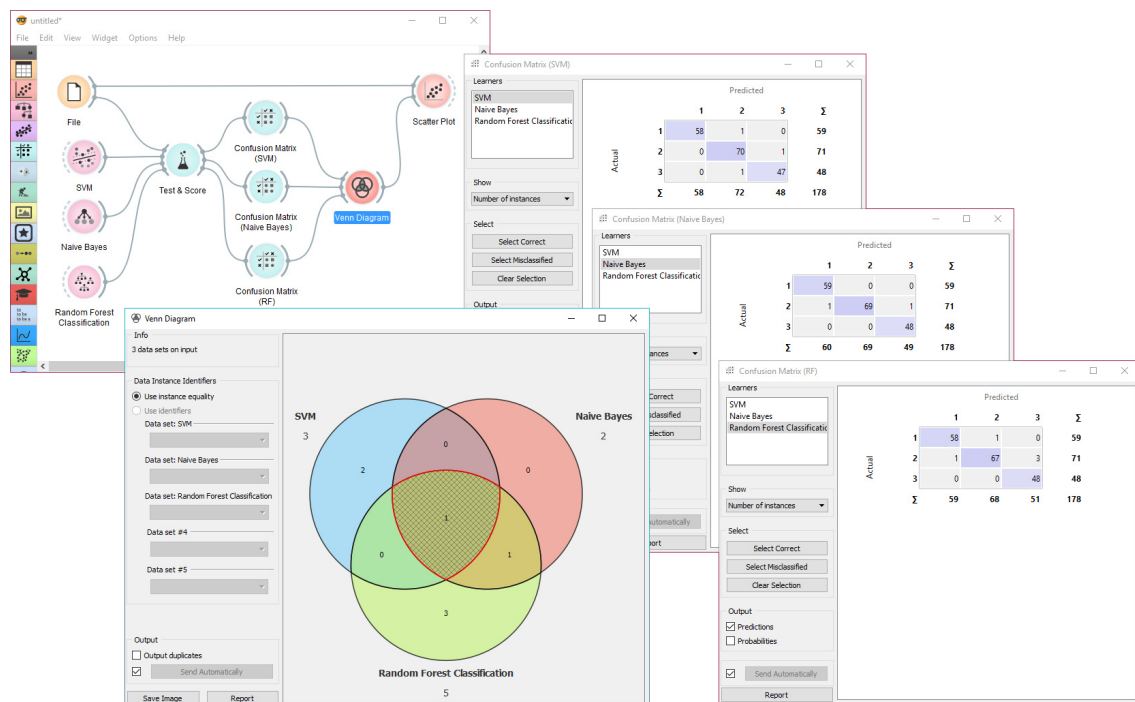 untitled*
File Edit View Widget Options Help
File
SVM
Naive Bayes
Random Forest
Classification
Test & Score
Confusion Matrix
(SVM)
Confusion Matrix
(Naive Bayes)
Confusion Matrix
(RF)
Venn Diagram
Scatter Plot
Confusion Matrix (SVM)
Learners
SVM
Naive Bayes
Random Forest Classificatio
Show
Number of instances
Select
Select Correct
Select Misclassified
Clear Selection
Output
Predicted
1 2 3 Σ
Actual
1 58 1 0 59
2 0 70 1 71
3 0 1 47 48
Σ 58 72 48 178
Confusion Matrix (Naive Bayes)
Learners
SVM
Naive Bayes
Random Forest Classificatio
tances
Correct
sclassified
election
Automatically
port
Predicted
1 2 3 Σ
Actual
1 59 0 0 59
2 1 69 1 71
3 0 0 48 48
Σ 60 69 49 178
Confusion Matrix (RF)
Learners
SVM
Naive Bayes
Random Forest Classificatio
Show
Number of instances
Select
Select Correct
Select Misclassified
Clear Selection
Output
Predictions
Probabilities
Send Automatically
Report
Predicted
1 2 3 Σ
Actual
1 58 1 0 59
2 1 67 3 71
3 0 0 48 48
Σ 59 68 51 178
Venn Diagram
Info
3 data sets on input
Data Instance Identifiers
Use instance equality
Use identifiers
Data set: SVM
Data set: Naive Bayes
Data set: Random Forest Classification
Data set #4
Data set #5
Output
Output duplicates
Send Automatically
Save Image Report
SVM
3
Naive Bayes
2
0
2
0
1
0
1
3
Random Forest Classification
5